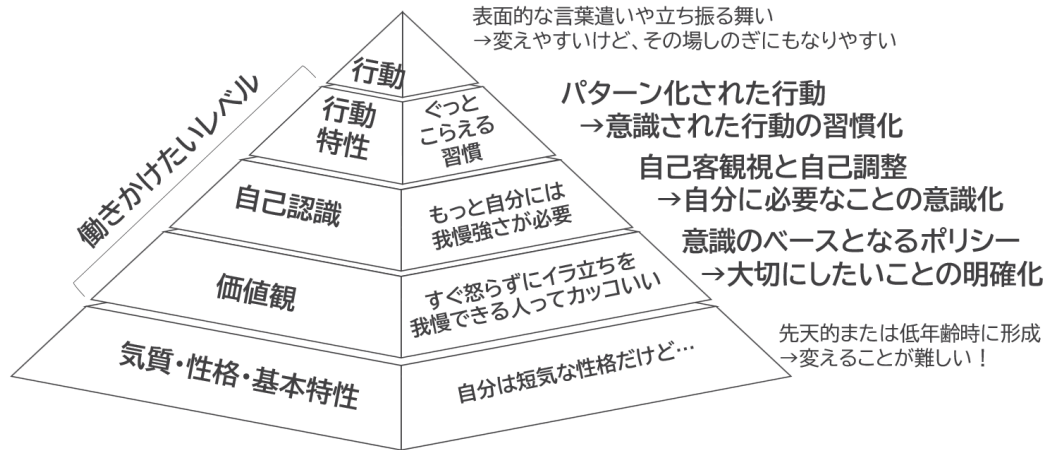 表面的な言葉遣いや立ち振る舞い
→変えやすいけど、その場しのぎにもなりやすい
行動
働きかけたいレベル
行動
特性
ぐっと
こらえる
習慣
パターン化された行動
→意識された行動の習慣化
自己認識
もっと自分には
我慢強さが必要
自己客観視と自己調整
→自分に必要なことの意識化
価値観
すぐ怒らずにイラ立ちを
我慢できる人ってカッコいい
意識のベースとなるポリシー
→大切にしたいことの明確化
気質・性格・基本特性
自分は短気な性格だけど…
先天的または低年齢時に形成
→変えることが難しい！